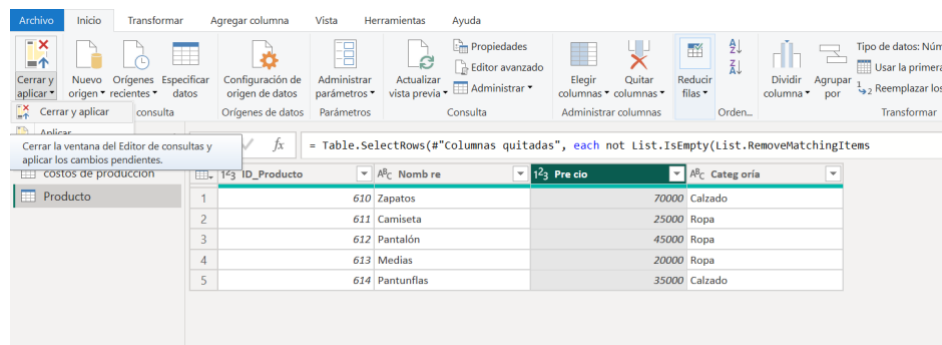 Archivo Inicio Transformar Agregar columna Vista Herramientas Ayuda
Cerrar y aplicar
Nuevo origen
Orígenes recientes
Especificar datos
Configuración de origen de datos
Administrar parámetros
Actualizar vista previa
Propiedades
Editor avanzado
Administrar
Elegir columnas
Quitar columnas
Reducir filas
Dividir columna
Agrupar por
Tipo de datos: Núm
Usar la primera
Reemplazar los
Cerrar y aplicar
consulta Orígenes de datos Parámetros Consulta Administrar columnas Orden... Transformar
Aplicar
Cerrar la ventana del Editor de consultas y
aplicar los cambios pendientes.
fx = Table.SelectRows(#"Columnas quitadas", each not List.IsEmpty(List.RemoveMatchingItems
costos de producción
Producto
123 ID_Producto ABC Nomb re 123 Pre cio ABC Categ oría
1 610 Zapatos 70000 Calzado
2 611 Camiseta 25000 Ropa
3 612 Pantalón 45000 Ropa
4 613 Medias 20000 Ropa
5 614 Pantunflas 35000 Calzado